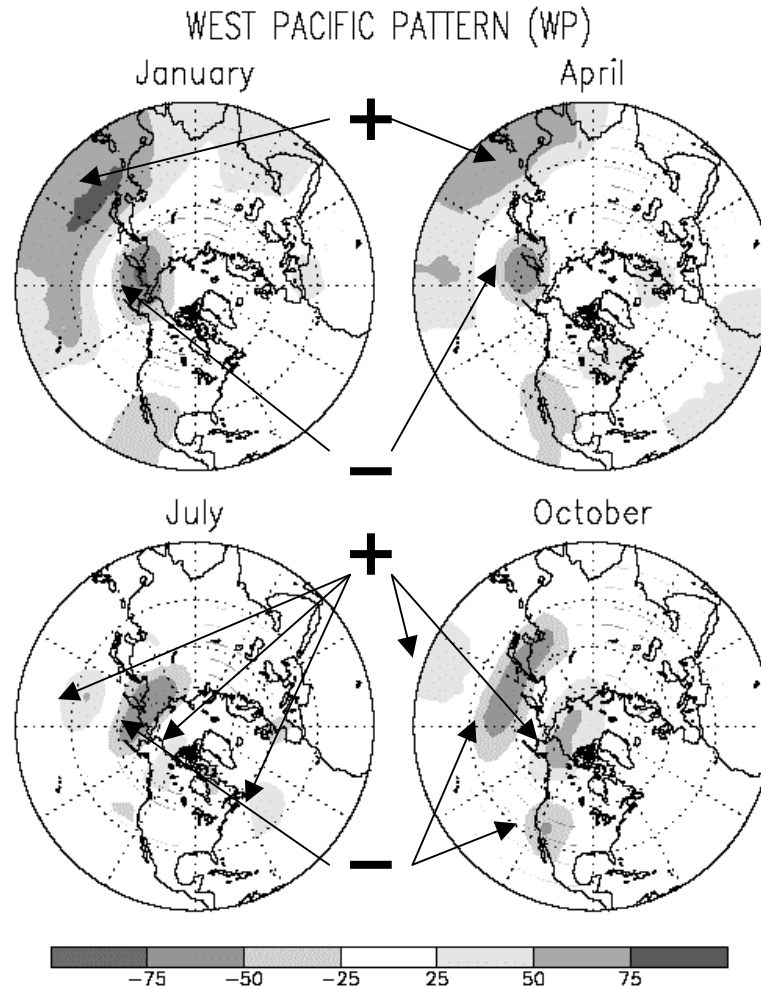 WEST PACIFIC PATTERN (WP)
January April
+
−
July October
+
−
−75 −50 −25 25 50 75